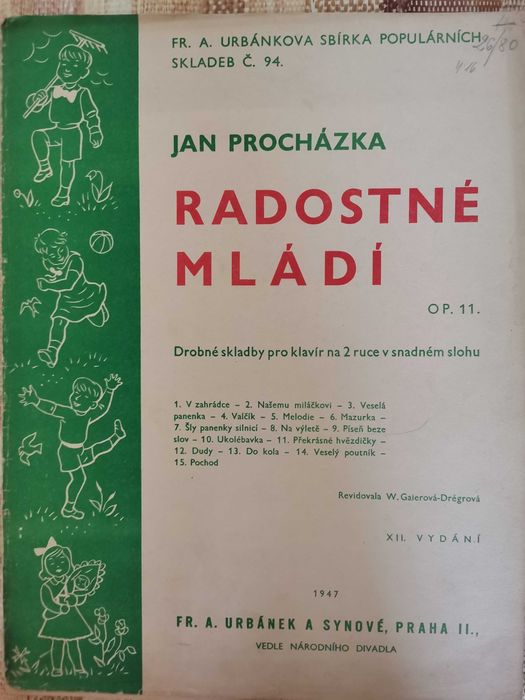 FR. A. URBÁNKOVA SBÍRKA POPULÁRNÍCH
SKLADEB Č. 94.
26/80
416
JAN PROCHÁZKA
RADOSTNÉ
MLÁDÍ
OP. 11.
Drobné skladby pro klavír na 2 ruce v snadném slohu
1. V zahrádce – 2. Našemu miláčkovi – 3. Veselá
panenka – 4. Valčík – 5. Melodie – 6. Mazurka –
7. Šly panenky silnicí – 8. Na výletě – 9. Píseň beze
slov – 10. Ukolébavka – 11. Překrásné hvězdičky –
12. Dudy – 13. Do kola – 14. Veselý poutník –
15. Pochod
Revidovala W. Gaierová-Drégrová
XII. VYDÁNÍ
1947
FR. A. URBÁNEK A SYNOVÉ, PRAHA II.,
VEDLE NÁRODNÍHO DIVADLA